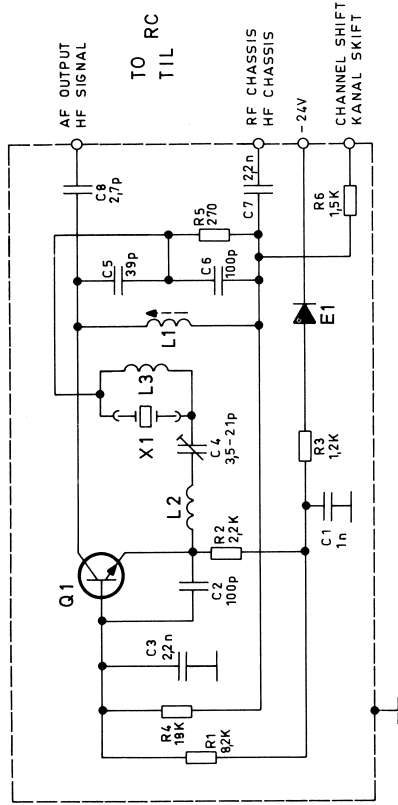 AF OUTPUT
HF SIGNAL
TO RC
TIL
RF CHASSIS
HF CHASSIS
-24V
CHANNEL SHIFT
KANAL SKIFT
C8
2,7p
C7
2,2n
R5
270
R6
1,5K
C5
39p
C6
100p
L1
E1
L3
X1
C4
3,5-21p
R3
1,2K
L2
C1
1n
Q1
R2
2,2K
C2
100p
C3
2,2n
R4
18K
R1
8,2K